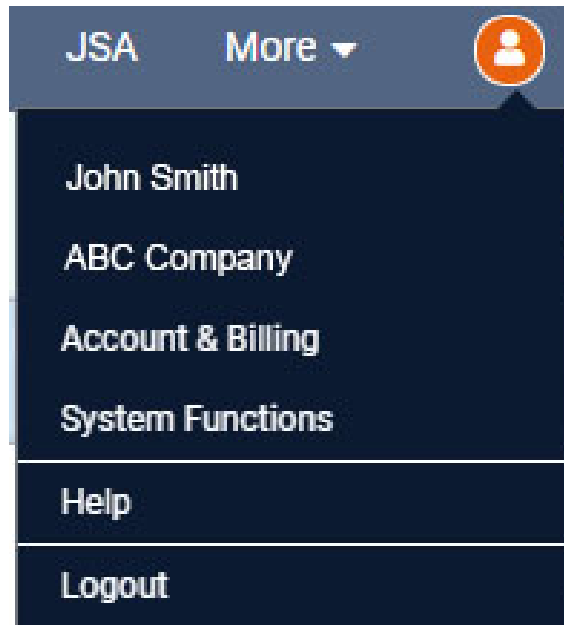 JSA More
John Smith
ABC Company
Account & Billing
System Functions
Help
Logout